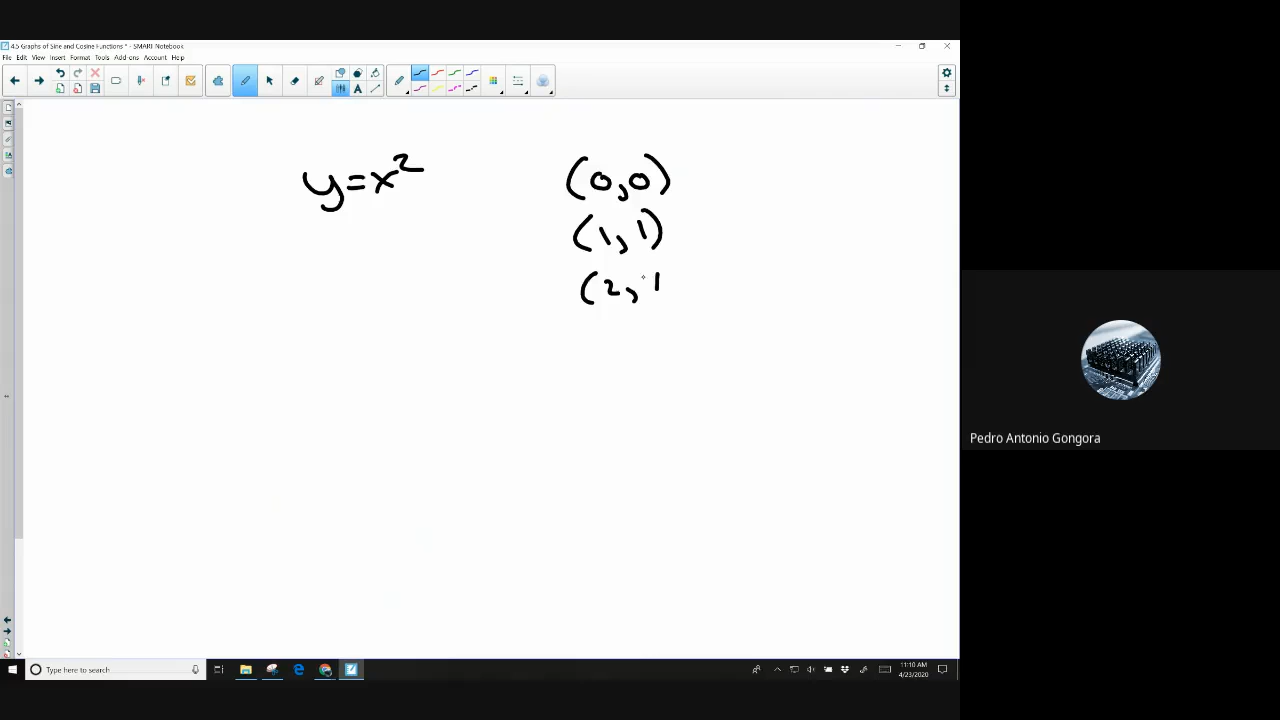 4.5 Graphs of Sine and Cosine Functions * - SMART Notebook
File Edit View Insert Format Tools Add-ons Account Help
y=x² (0,0)
(1,1)
(2,1
Pedro Antonio Gongora
Type here to search
11:10 AM
4/23/2020